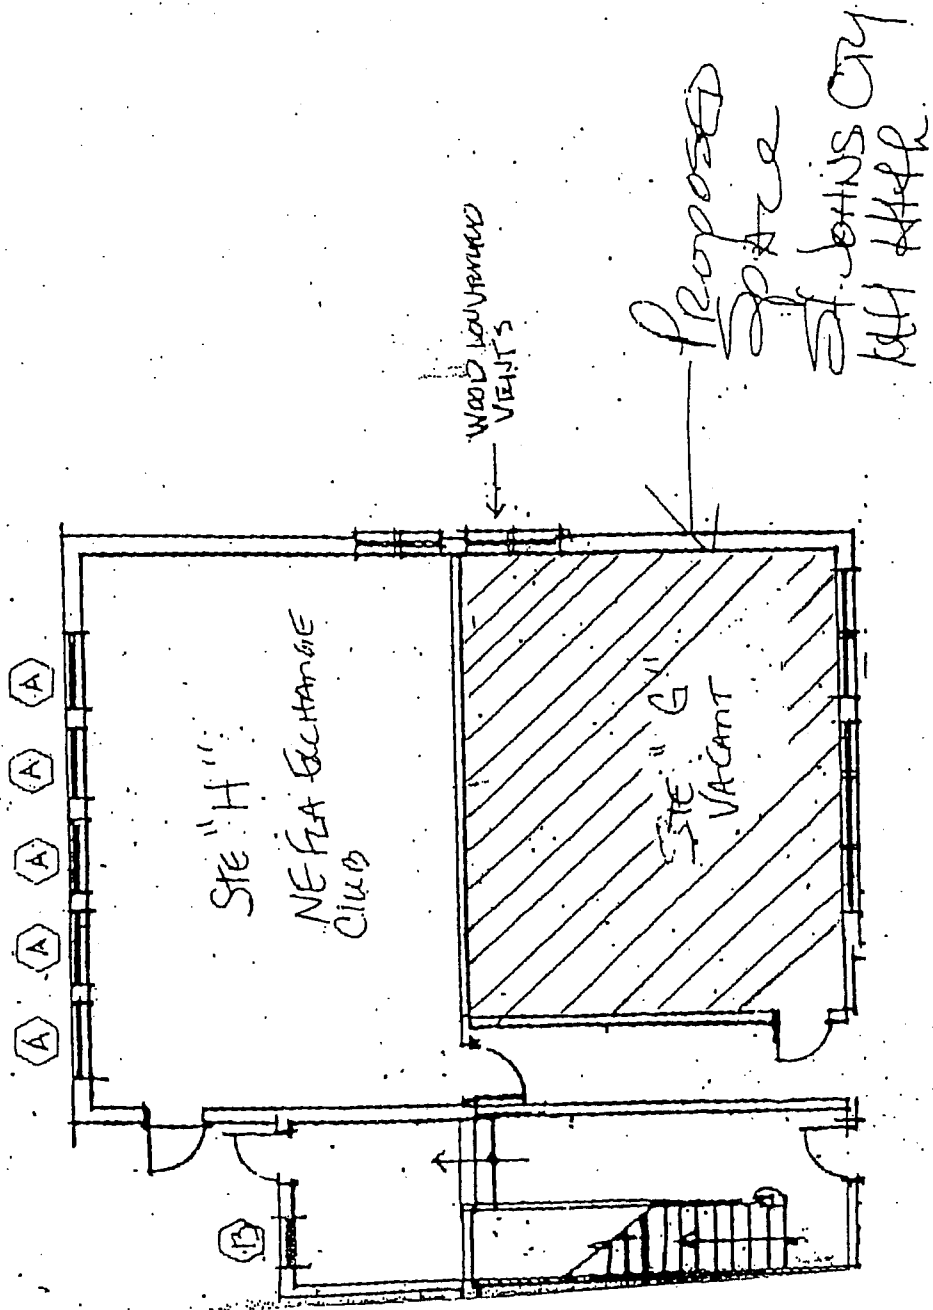 A
A
A
A
A
B
STE "H"
NE FLA EXCHANGE
CLUB
STE "G"
VACANT
WOOD LOUVERED
VENTS
PROPOSED
SPACE
ST. JOHNS CTY